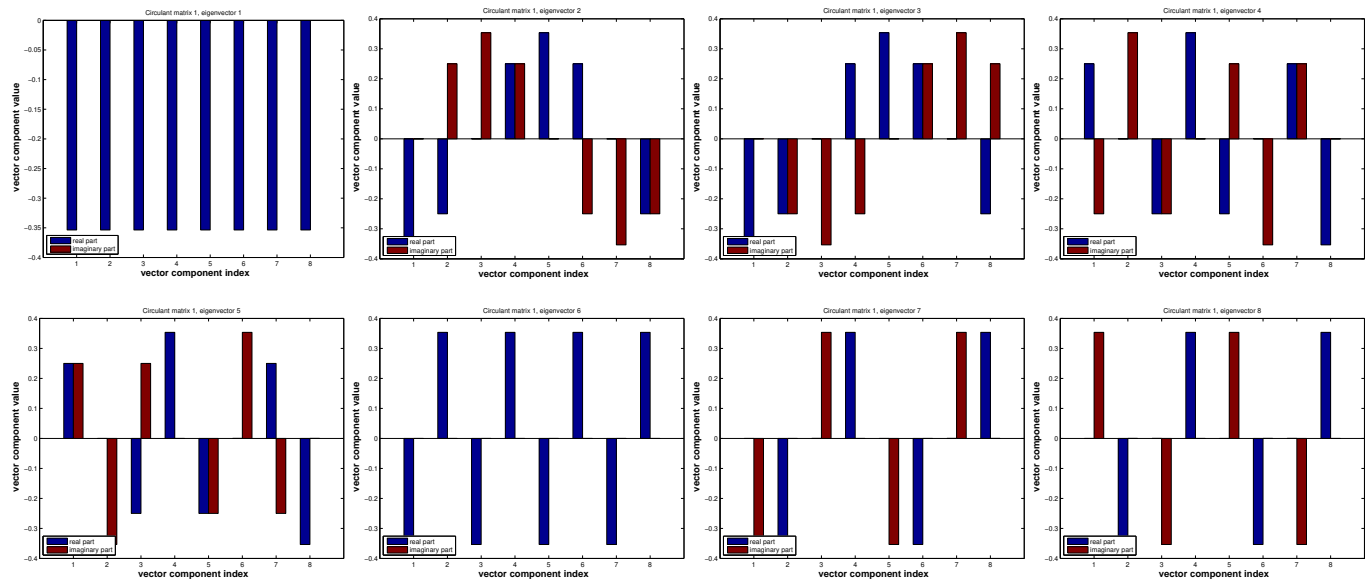 Circulant matrix 1, eigenvector 1
0
−0.05
−0.1
−0.15
−0.2
−0.25
−0.3
−0.35
−0.4
vector component value
real part
imaginary part
1 2 3 4 5 6 7 8
vector component index
Circulant matrix 1, eigenvector 2
0.4
0.3
0.2
0.1
0
−0.1
−0.2
−0.3
−0.4
vector component value
real part
imaginary part
1 2 3 4 5 6 7 8
vector component index
Circulant matrix 1, eigenvector 3
0.4
0.3
0.2
0.1
0
−0.1
−0.2
−0.3
−0.4
vector component value
real part
imaginary part
1 2 3 4 5 6 7 8
vector component index
Circulant matrix 1, eigenvector 4
0.4
0.3
0.2
0.1
0
−0.1
−0.2
−0.3
−0.4
vector component value
real part
imaginary part
1 2 3 4 5 6 7 8
vector component index
Circulant matrix 1, eigenvector 5
0.4
0.3
0.2
0.1
0
−0.1
−0.2
−0.3
−0.4
vector component value
real part
imaginary part
1 2 3 4 5 6 7 8
vector component index
Circulant matrix 1, eigenvector 6
0.4
0.3
0.2
0.1
0
−0.1
−0.2
−0.3
−0.4
vector component value
real part
imaginary part
1 2 3 4 5 6 7 8
vector component index
Circulant matrix 1, eigenvector 7
0.4
0.3
0.2
0.1
0
−0.1
−0.2
−0.3
−0.4
vector component value
real part
imaginary part
1 2 3 4 5 6 7 8
vector component index
Circulant matrix 1, eigenvector 8
0.4
0.3
0.2
0.1
0
−0.1
−0.2
−0.3
−0.4
vector component value
real part
imaginary part
1 2 3 4 5 6 7 8
vector component index